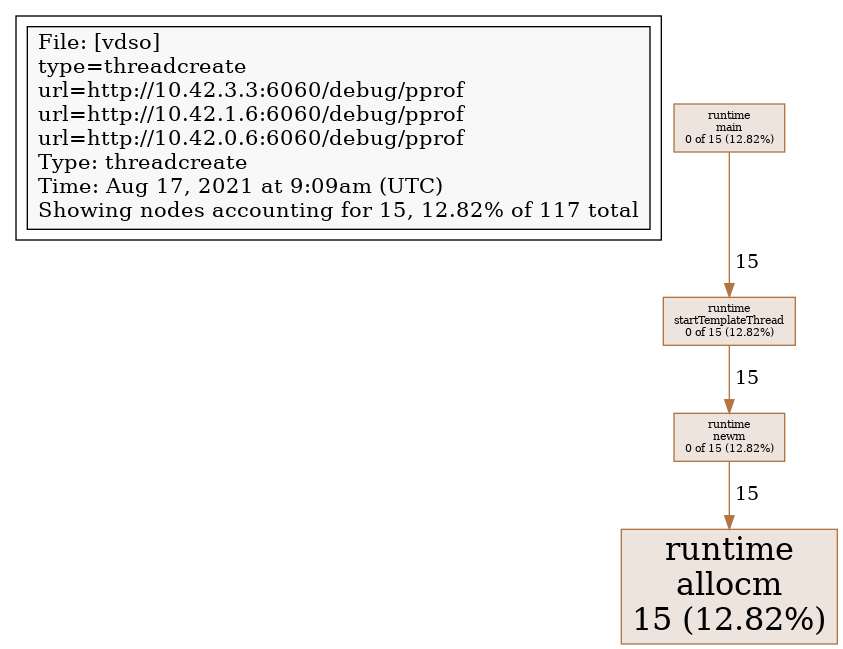 File: [vdso]
type=threadcreate
url=http://10.42.3.3:6060/debug/pprof
url=http://10.42.1.6:6060/debug/pprof
url=http://10.42.0.6:6060/debug/pprof
Type: threadcreate
Time: Aug 17, 2021 at 9:09am (UTC)
Showing nodes accounting for 15, 12.82% of 117 total
runtime
main
0 of 15 (12.82%)
15
runtime
startTemplateThread
0 of 15 (12.82%)
15
runtime
newm
0 of 15 (12.82%)
15
runtime
allocm
15 (12.82%)